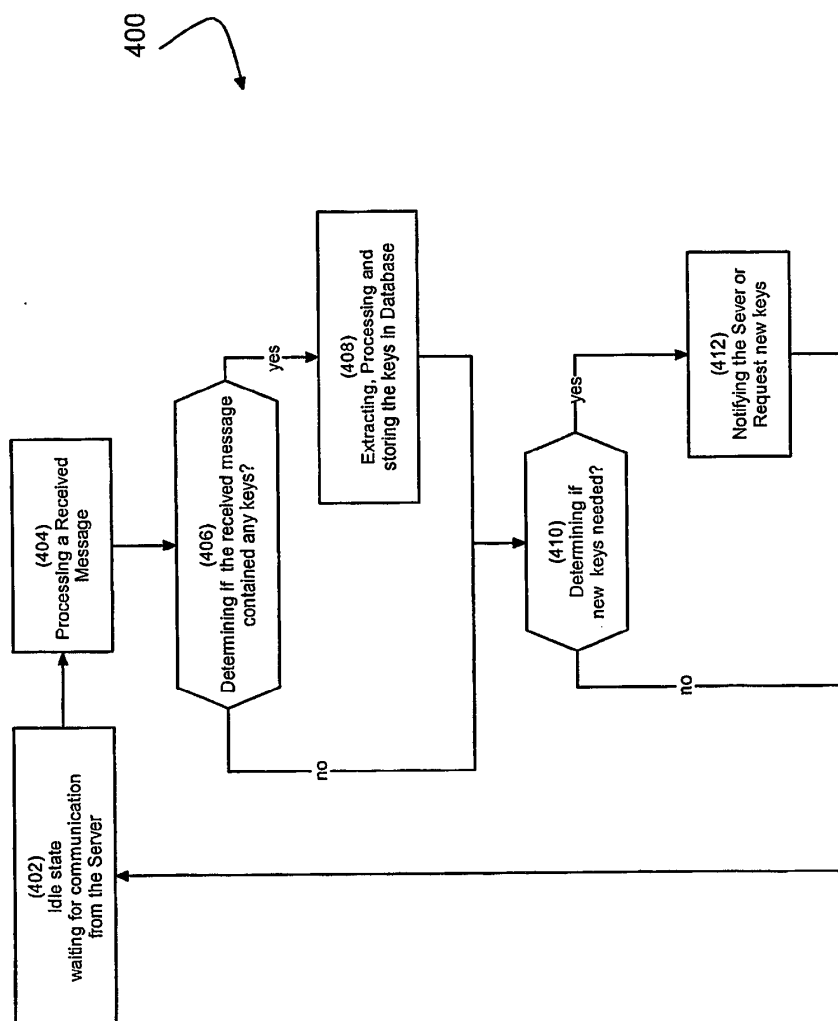 400
(402)
Idle state
waiting for communication
from the Server
(404)
Processing a Received
Message
(406)
Determining if the received message
contained any keys?
yes
no
(408)
Extracting, Processing and
storing the keys in Database
(410)
Determining if
new keys needed?
yes
no
(412)
Notifying the Sever or
Request new keys